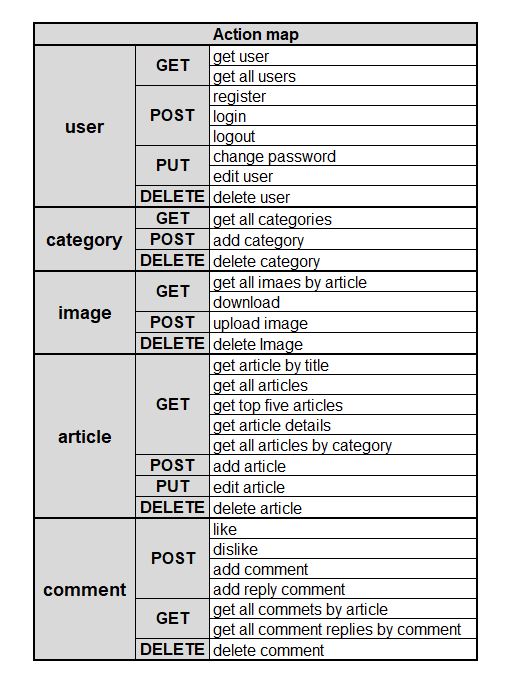 Action map
user
GET
get user
get all users
POST
register
login
logout
PUT
change password
edit user
DELETE
delete user
category
GET
get all categories
POST
add category
DELETE
delete category
image
GET
get all imaes by article
download
POST
upload image
DELETE
delete Image
article
GET
get article by title
get all articles
get top five articles
get article details
get all articles by category
POST
add article
PUT
edit article
DELETE
delete article
comment
POST
like
dislike
add comment
add reply comment
GET
get all commets by article
get all comment replies by comment
DELETE
delete comment